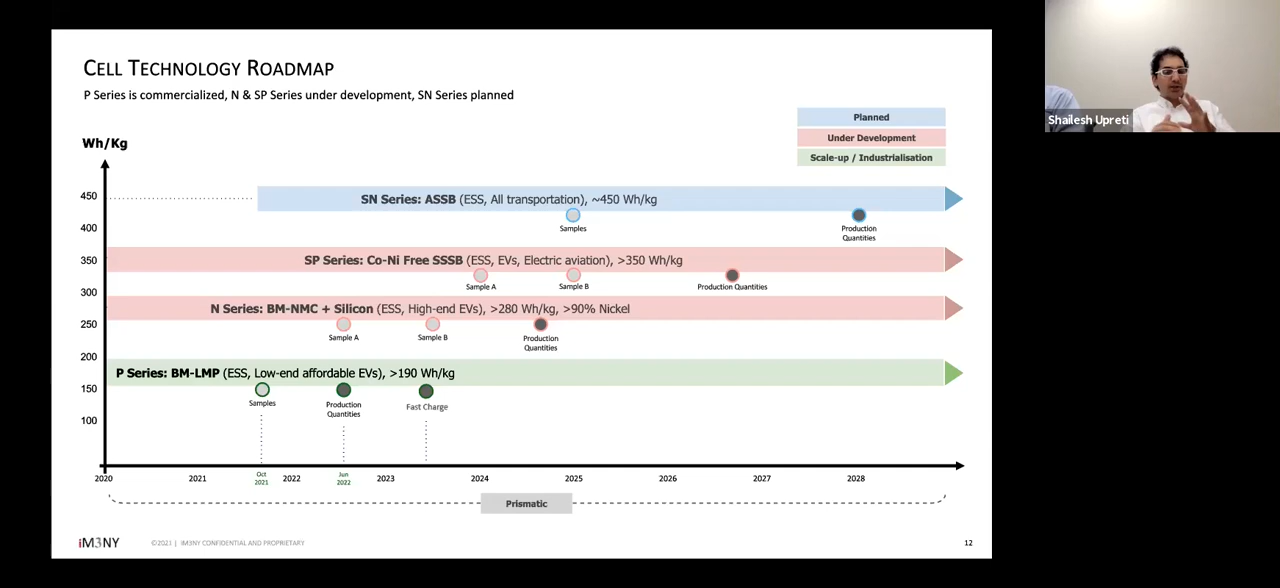 CELL TECHNOLOGY ROADMAP
P Series is commercialized, N & SP Series under development, SN Series planned
Planned
Under Development
Scale-up / Industrialisation
Wh/Kg
450
SN Series: ASSB (ESS, All transportation), ~450 Wh/kg
400
Samples
Production
Quantities
350
SP Series: Co-Ni Free SSSB (ESS, EVs, Electric aviation), >350 Wh/kg
Sample A
Sample B
Production Quantities
300
N Series: BM-NMC + Silicon (ESS, High-end EVs), >280 Wh/kg, >90% Nickel
250
Sample A
Sample B
Production
Quantities
200
P Series: BM-LMP (ESS, Low-end affordable EVs), >190 Wh/kg
150
Samples
Production
Quantities
Fast Charge
100
2020
2021
Oct
2021
2022
Jun
2022
2023
2024
2025
2026
2027
2028
Prismatic
iM3NY
©2023 | IM3NY CONFIDENTIAL AND PROPRIETARY
12
Shailesh Upreti